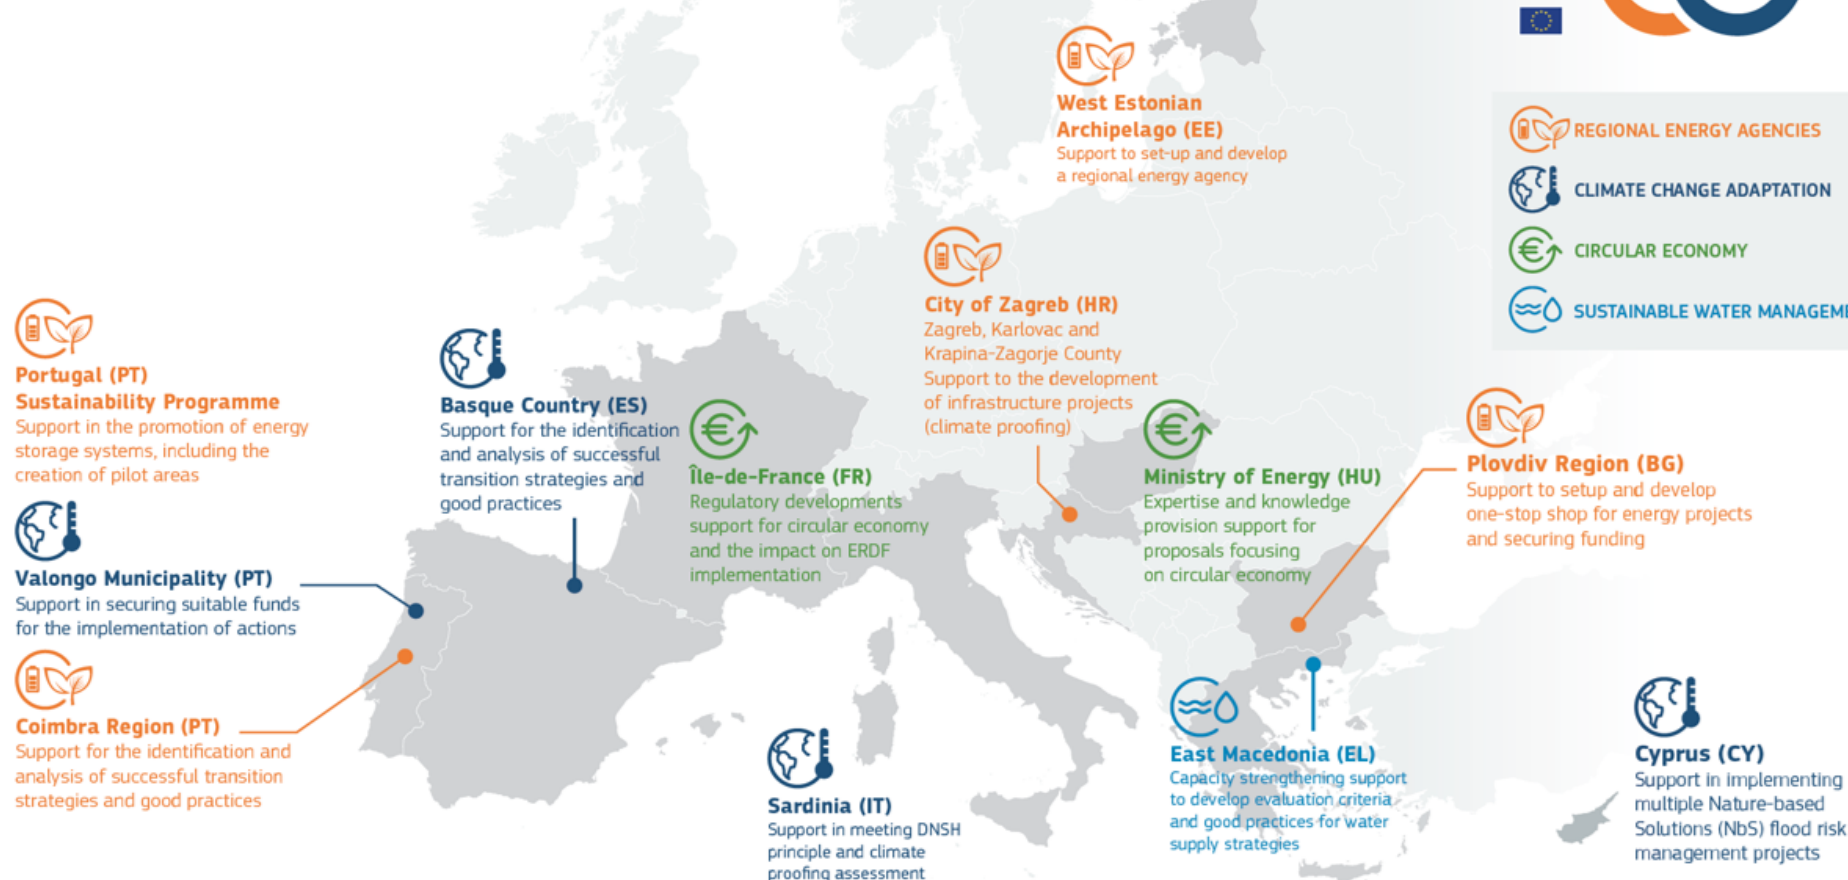 West Estonian
Archipelago (EE)
Support to set-up and develop
a regional energy agency
REGIONAL ENERGY AGENCIES
CLIMATE CHANGE ADAPTATION
CIRCULAR ECONOMY
SUSTAINABLE WATER MANAGEME
City of Zagreb (HR)
Zagreb, Karlovac and
Krapina-Zagorje County
Support to the development
of infrastructure projects
(climate proofing)
Portugal (PT)
Sustainability Programme
Support in the promotion of energy
storage systems, including the
creation of pilot areas
Basque Country (ES)
Support for the identification
and analysis of successful
transition strategies and
good practices
Île-de-France (FR)
Regulatory developments
support for circular economy
and the impact on ERDF
implementation
Ministry of Energy (HU)
Expertise and knowledge
provision support for
proposals focusing
on circular economy
Plovdiv Region (BG)
Support to setup and develop
one-stop shop for energy projects
and securing funding
Valongo Municipality (PT)
Support in securing suitable funds
for the implementation of actions
Coimbra Region (PT)
Support for the identification and
analysis of successful transition
strategies and good practices
Sardinia (IT)
Support in meeting DNSH
principle and climate
proofing assessment
East Macedonia (EL)
Capacity strengthening support
to develop evaluation criteria
and good practices for water
supply strategies
Cyprus (CY)
Support in implementing
multiple Nature-based
Solutions (NbS) flood risk
management projects